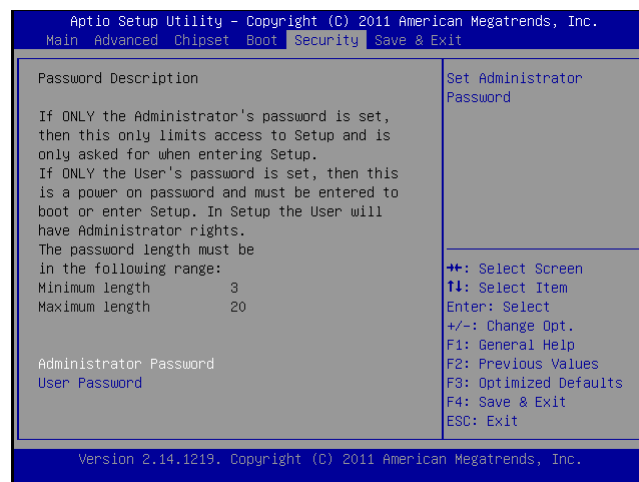 Aptio Setup Utility – Copyright (C) 2011 American Megatrends, Inc.
Main Advanced Chipset Boot Security Save & Exit
Password Description
If ONLY the Administrator's password is set,
then this only limits access to Setup and is
only asked for when entering Setup.
If ONLY the User's password is set, then this
is a power on password and must be entered to
boot or enter Setup. In Setup the User will
have Administrator rights.
The password length must be
in the following range:
Minimum length 3
Maximum length 20
Administrator Password
User Password
Set Administrator
Password
→←: Select Screen
↑↓: Select Item
Enter: Select
+/-: Change Opt.
F1: General Help
F2: Previous Values
F3: Optimized Defaults
F4: Save & Exit
ESC: Exit
Version 2.14.1219. Copyright (C) 2011 American Megatrends, Inc.